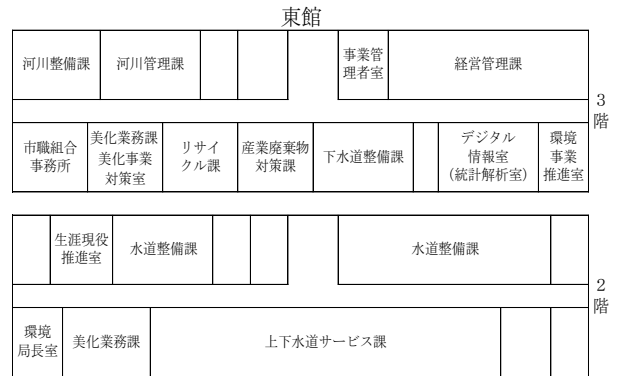 東館
河川整備課
河川管理課
事業管
理者室
経営管理課
3
階
市職組合
事務所
美化業務課
美化事業
対策室
リサイ
クル課
産業廃棄物
対策課
下水道整備課
デジタル
情報室
(統計解析室)
環境
事業
推進室
生涯現役
推進室
水道整備課
水道整備課
2
階
環境
局長室
美化業務課
上下水道サービス課